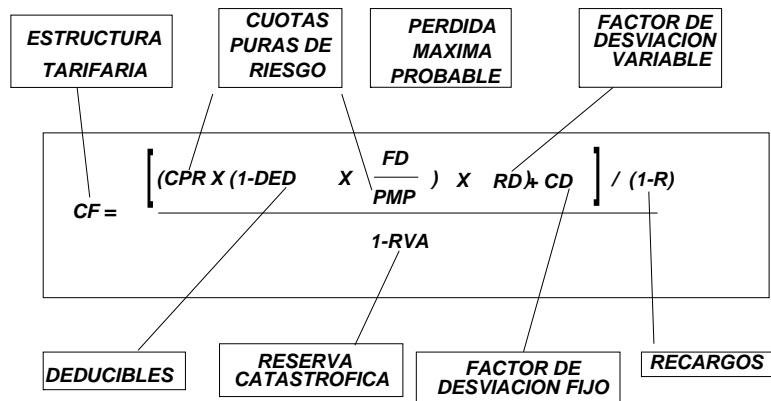 ESTRUCTURA
TARIFARIA
CUOTAS
PURAS DE
RIESGO
PERDIDA
MAXIMA
PROBABLE
FACTOR DE
DESVIACION
VARIABLE
CF = [(CPR X (1-DED X FD/PMP ) X RD)+ CD ] / (1-R)
1-RVA
DEDUCIBLES
RESERVA
CATASTROFICA
FACTOR DE
DESVIACION FIJO
RECARGOS